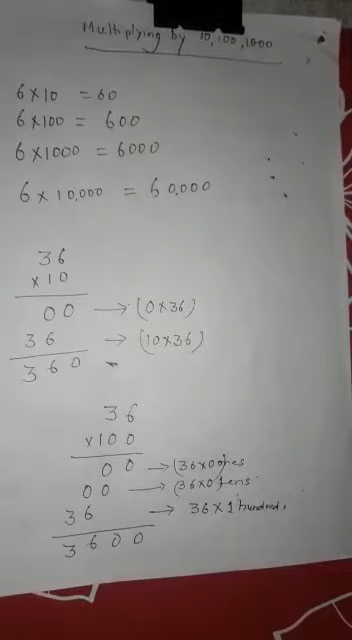 Multiplying by 10,100,1000
6×10 = 60
6×100 = 600
6×1000 = 6000
6 × 10,000 = 60,000
36
×10
00 → (0×36)
36 → (10×36)
360
36
×100
00 → (36×0) ones
00 → (36×0) tens
36 → 36×1 hundred,
3600